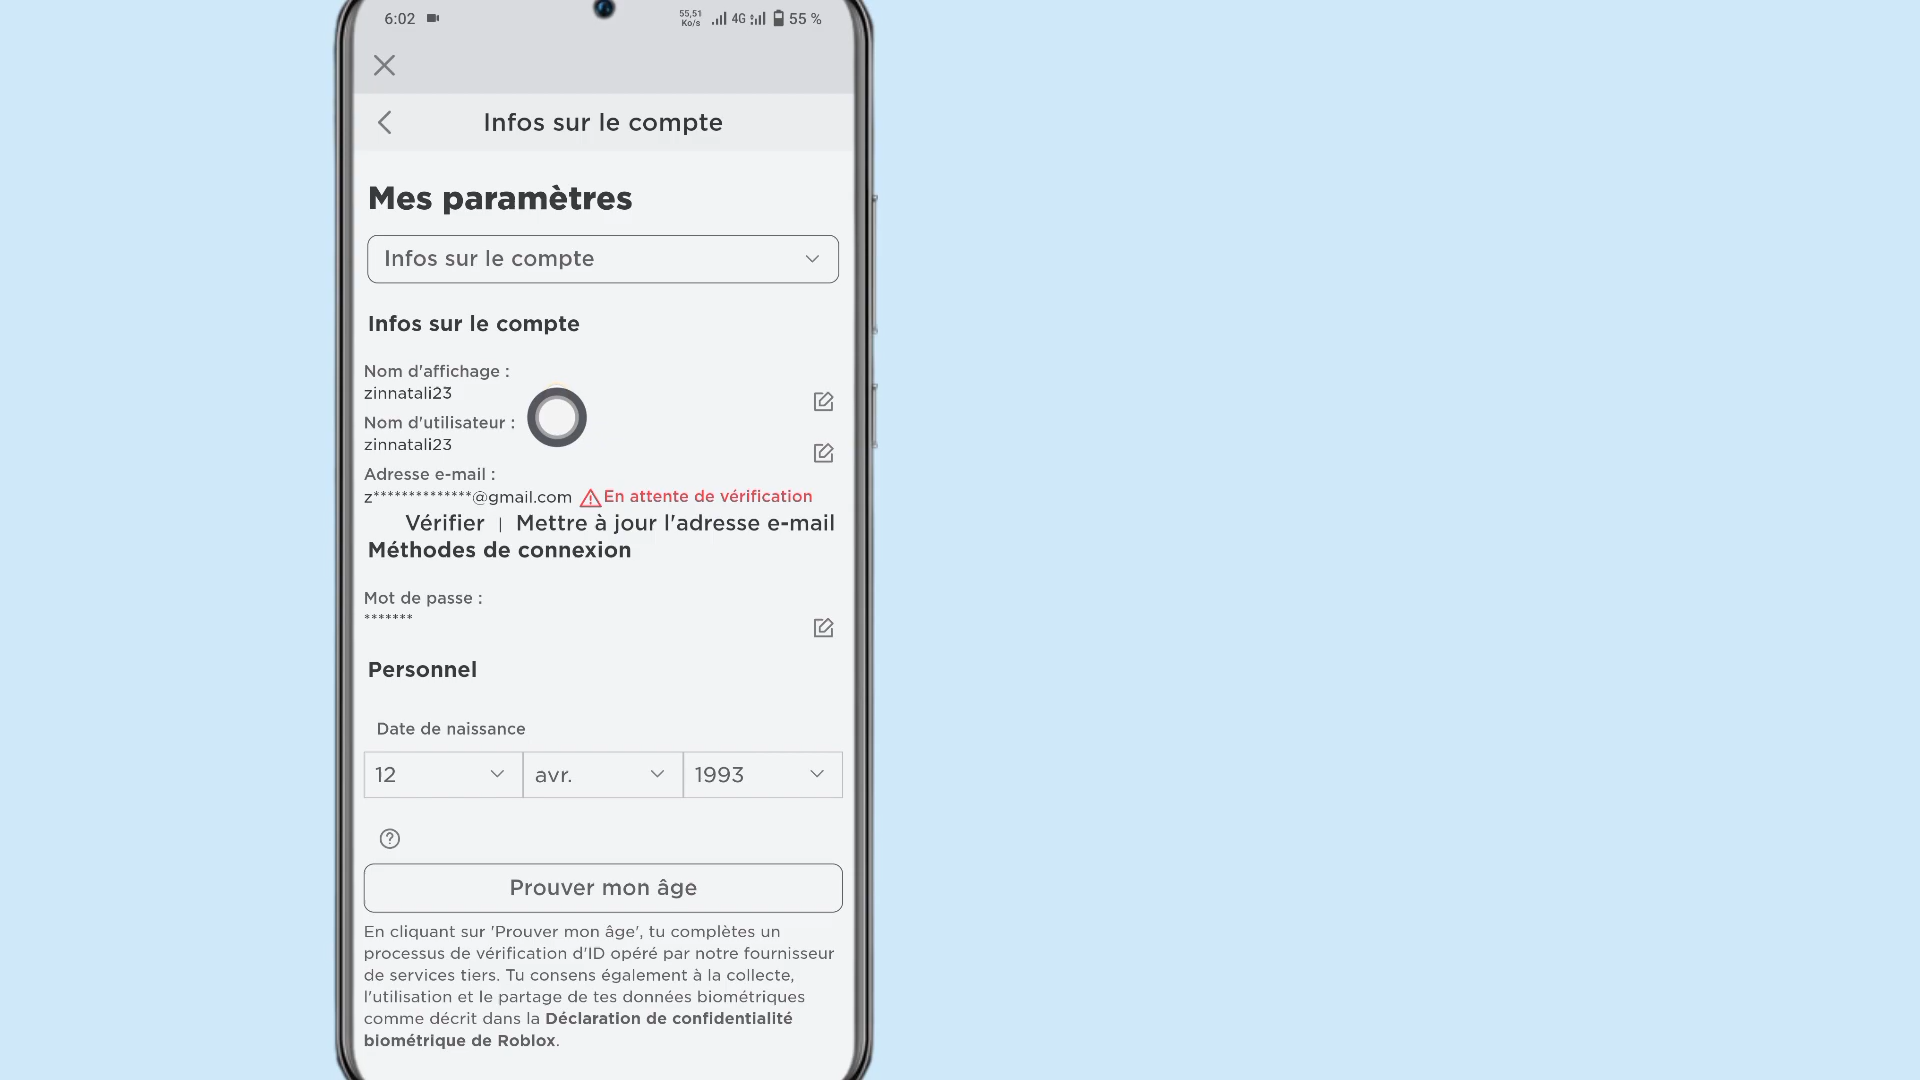 6:02
55,51 Ko/s 4G 55 %
Infos sur le compte
Mes paramètres
Infos sur le compte
Infos sur le compte
Nom d'affichage :
zinnatali23
Nom d'utilisateur :
zinnatali23
Adresse e-mail :
z**************@gmail.com En attente de vérification
Vérifier | Mettre à jour l'adresse e-mail
Méthodes de connexion
Mot de passe :
*******
Personnel
Date de naissance
12 avr. 1993
Prouver mon âge
En cliquant sur 'Prouver mon âge', tu complètes un
processus de vérification d'ID opéré par notre fournisseur
de services tiers. Tu consens également à la collecte,
l'utilisation et le partage de tes données biométriques
comme décrit dans la Déclaration de confidentialité
biométrique de Roblox.